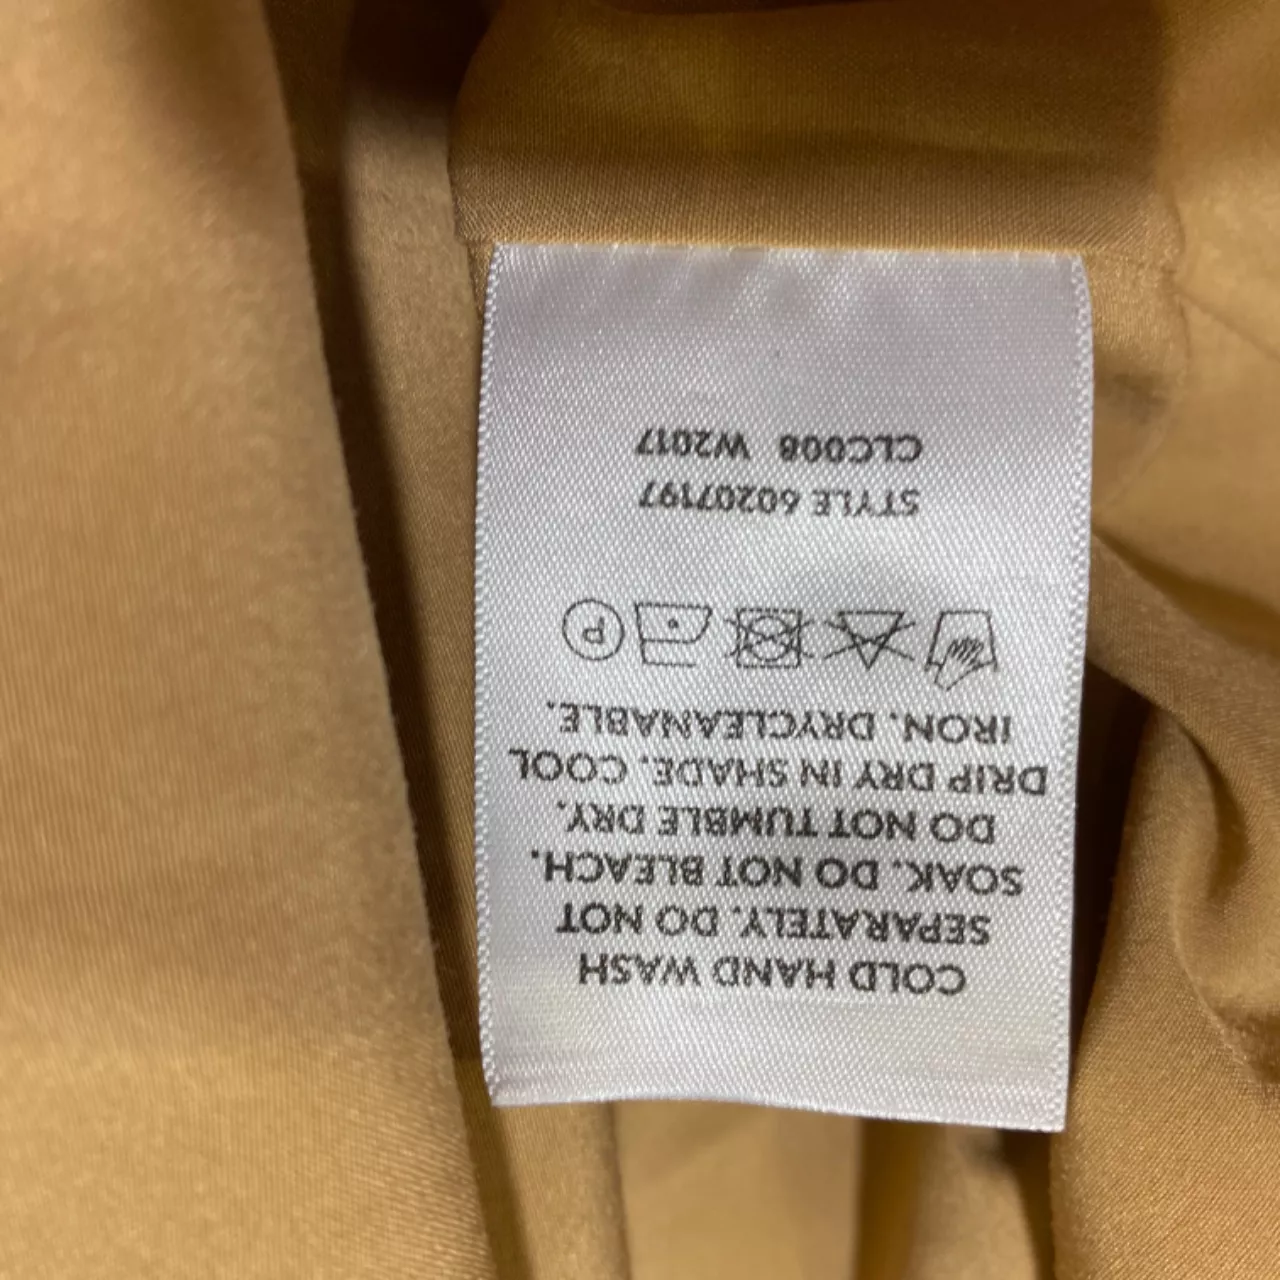 COLD HAND WASH
SEPARATELY. DO NOT
SOAK. DO NOT BLEACH.
DO NOT TUMBLE DRY.
DRIP DRY IN SHADE. COOL
IRON. DRYCLEANABLE.
P
STYLE 60207197
CLC008 W2017